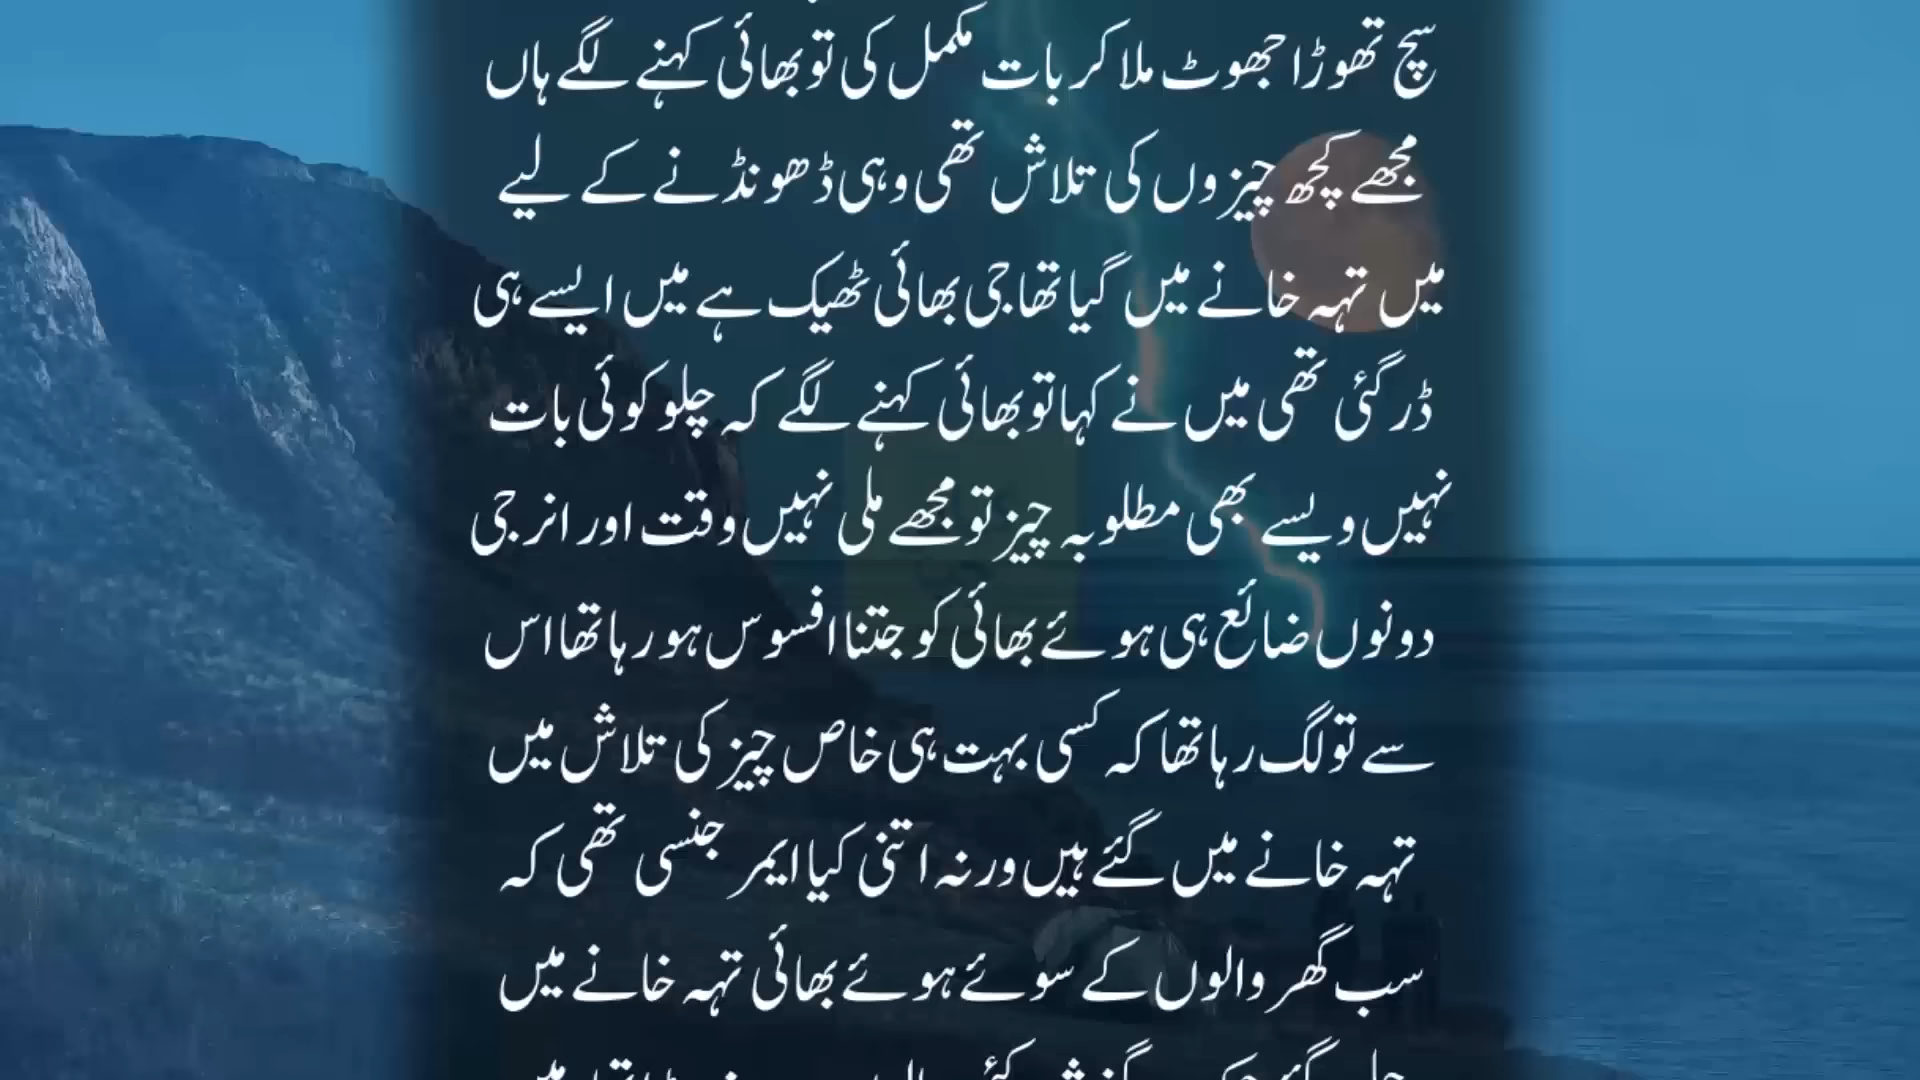 سچ تھوڑا جھوٹ ملا کر بات مکمل کی تو بھائی کہنے لگے ہاں
مجھے کچھ چیزوں کی تلاش تھی وہی ڈھونڈنے کے لیے
میں تہہ خانے میں گیا تھا جی بھائی ٹھیک ہے میں ایسے ہی
ڈر گئی تھی میں نے کہا تو بھائی کہنے لگے کہ چلو کوئی بات
نہیں ویسے بھی مطلوبہ چیز تو مجھے ملی نہیں وقت اور انرجی
دونوں ضائع ہی ہوئے بھائی کو جتنا افسوس ہو رہا تھا اس
سے تو لگ رہا تھا کہ کسی بہت ہی خاص چیز کی تلاش میں
تہہ خانے میں گئے ہیں ورنہ اتنی کیا ایمرجنسی تھی کہ
سب گھر والوں کے سوئے ہوئے بھائی تہہ خانے میں